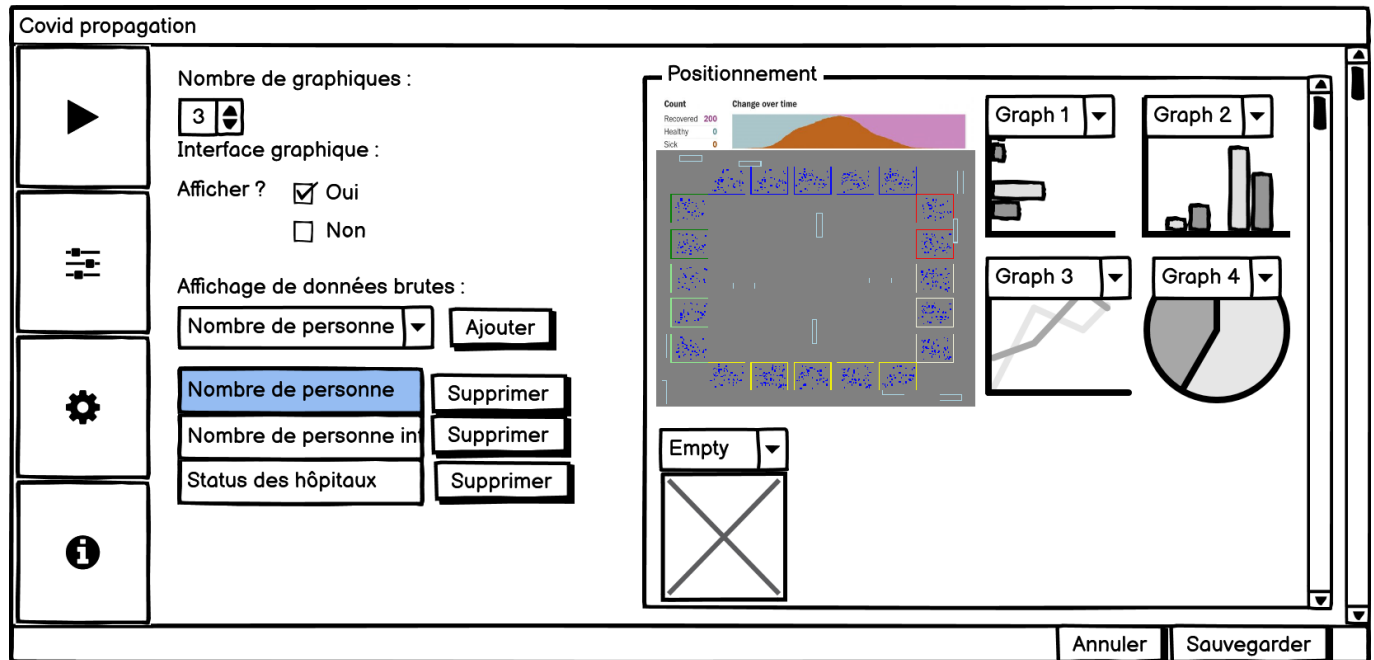 Covid propagation
Nombre de graphiques :
3
Interface graphique :
Afficher ?
Oui
Non
Affichage de données brutes :
Nombre de personne
Ajouter
Nombre de personne
Supprimer
Nombre de personne int
Supprimer
Status des hôpitaux
Supprimer
Positionnement
Count
Change over time
Recovered 200
Healthy 0
Sick 0
Graph 1
Graph 2
Graph 3
Graph 4
Empty
Annuler
Sauvegarder